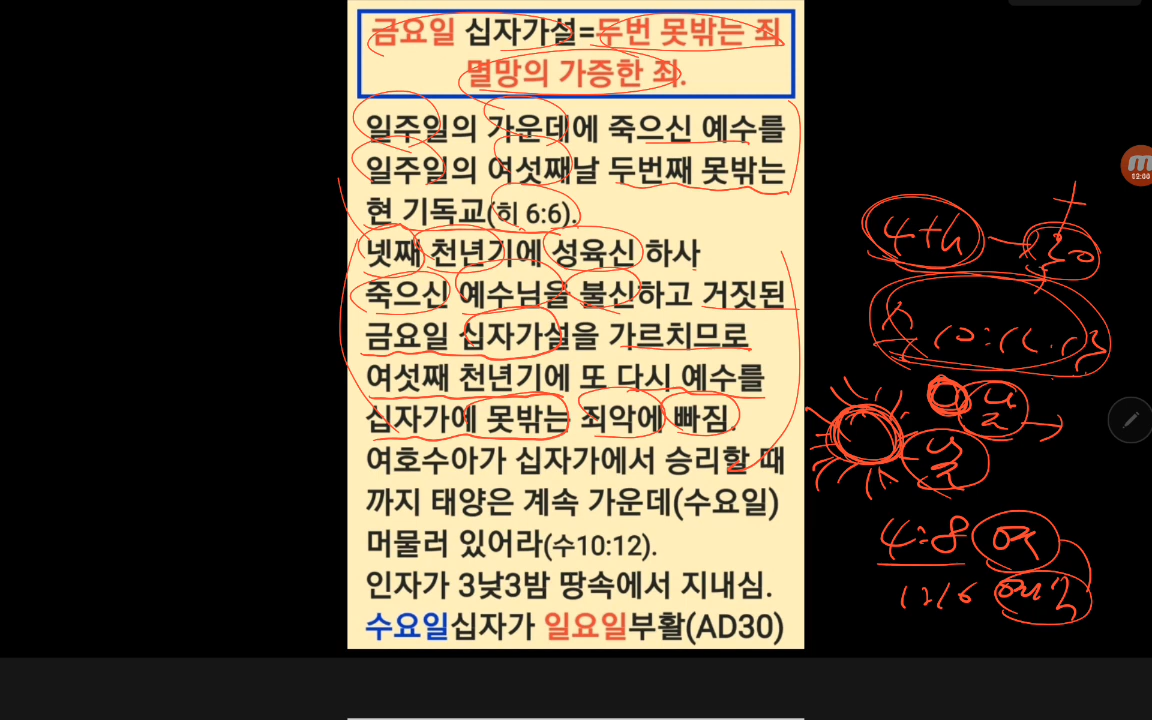 금요일 십자가설=두번 못밖는 죄
멸망의 가증한 죄.
일주일의 가운데에 죽으신 예수를
일주일의 여섯째날 두번째 못밖는
현 기독교(히 6:6).
넷째 천년기에 성육신 하사
죽으신 예수님을 불신하고 거짓된
금요일 십자가설을 가르치므로
여섯째 천년기에 또 다시 예수를
십자가에 못밖는 죄악에 빠짐.
여호수아가 십자가에서 승리할 때
까지 태양은 계속 가운데(수요일)
머물러 있어라(수10:12).
인자가 3낮3밤 땅속에서 지내심.
수요일십자가 일요일부활(AD30)
12:00
4th
4:8